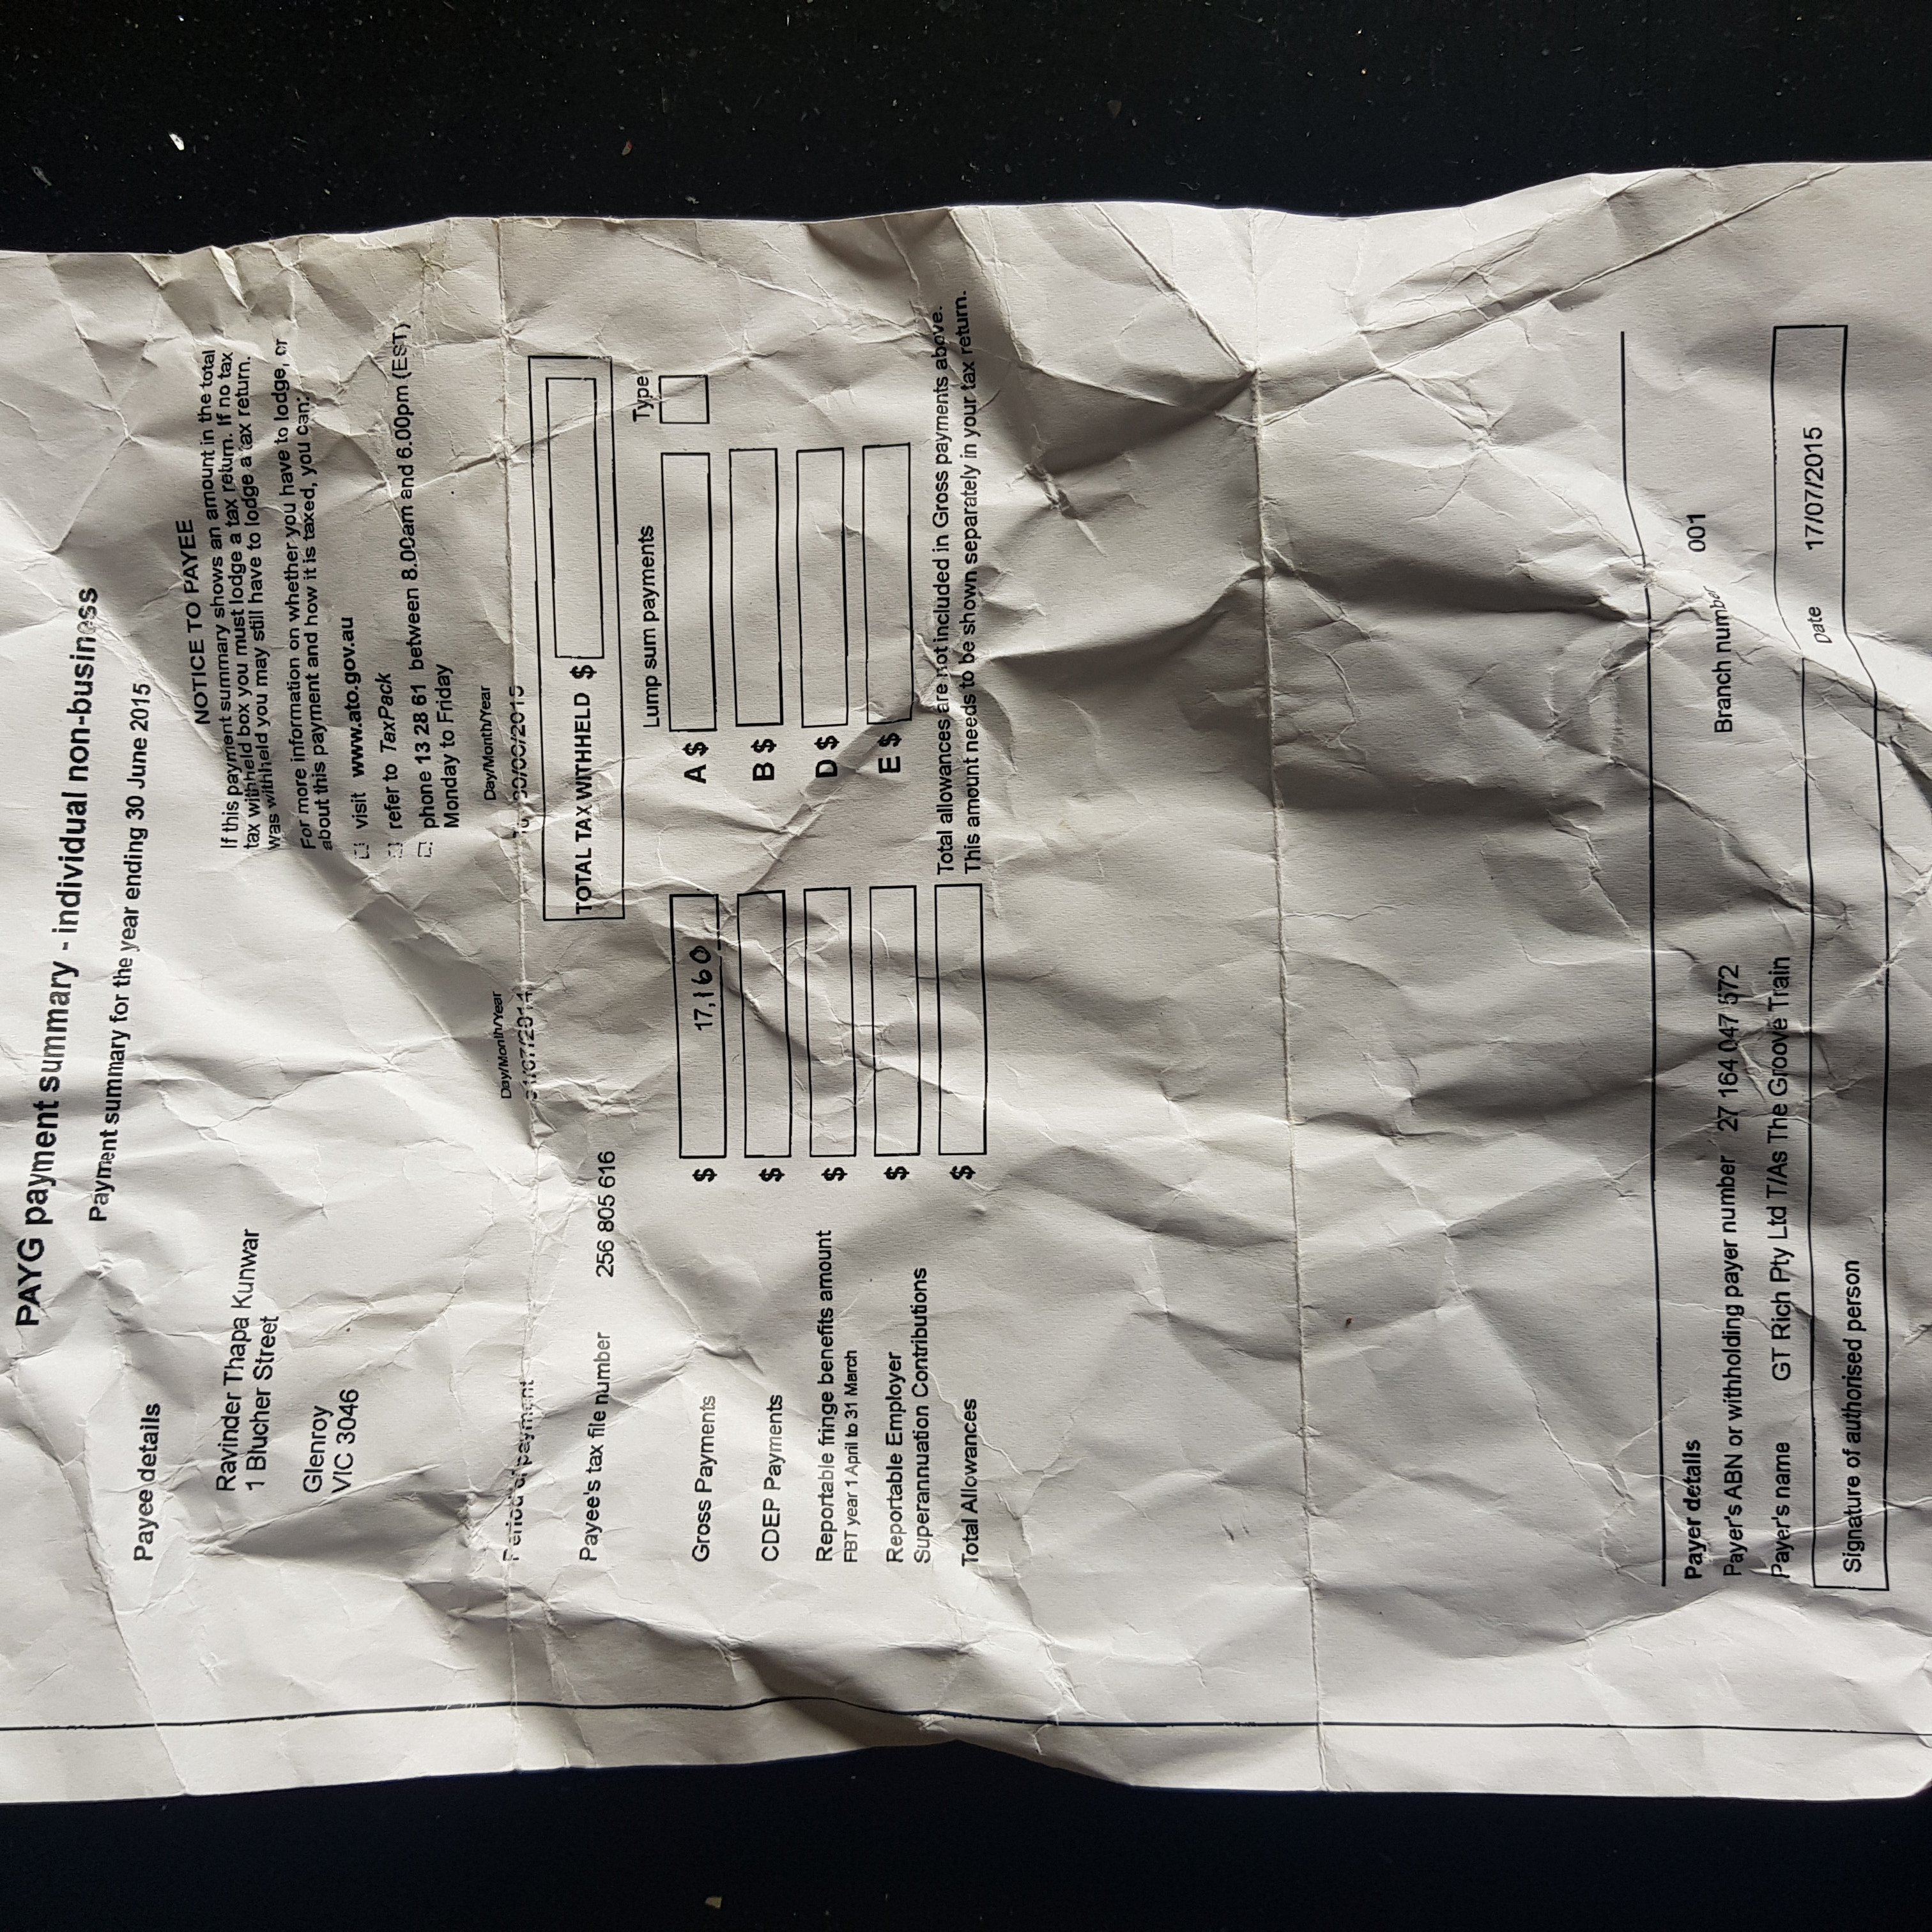 PAYG payment summary - individual non-business
Payment summary for the year ending 30 June 2015
Payee details
Ravinder Thapa Kunwar
1 Blucher Street
Glenroy
VIC 3046
NOTICE TO PAYEE
If this payment summary shows an amount in the total
tax withheld box you must lodge a tax return. If no tax
was withheld you may still have to lodge a tax return.
For more information on whether you have to lodge, or
about this payment and how it is taxed, you can:
visit www.ato.gov.au
refer to TaxPack
phone 13 28 61 between 8.00am and 6.00pm (EST)
Monday to Friday
Day/Month/Year Day/Month/Year
Period of payment /07/2014 to 30/06/2015
TOTAL TAX WITHHELD $
Payee's tax file number 256 805 616
Lump sum payments Type
Gross Payments $ 17,160 A $
CDEP Payments $ B $
Reportable fringe benefits amount $ D $
FBT year 1 April to 31 March
Reportable Employer $ E $
Superannuation Contributions
Total Allowances $ Total allowances are not included in Gross payments above.
This amount needs to be shown separately in your tax return.
Payer details
Payer's ABN or withholding payer number 27 164 047 572 Branch number 001
Payer's name GT Rich Pty Ltd T/As The Groove Train
Signature of authorised person Date 17/07/2015